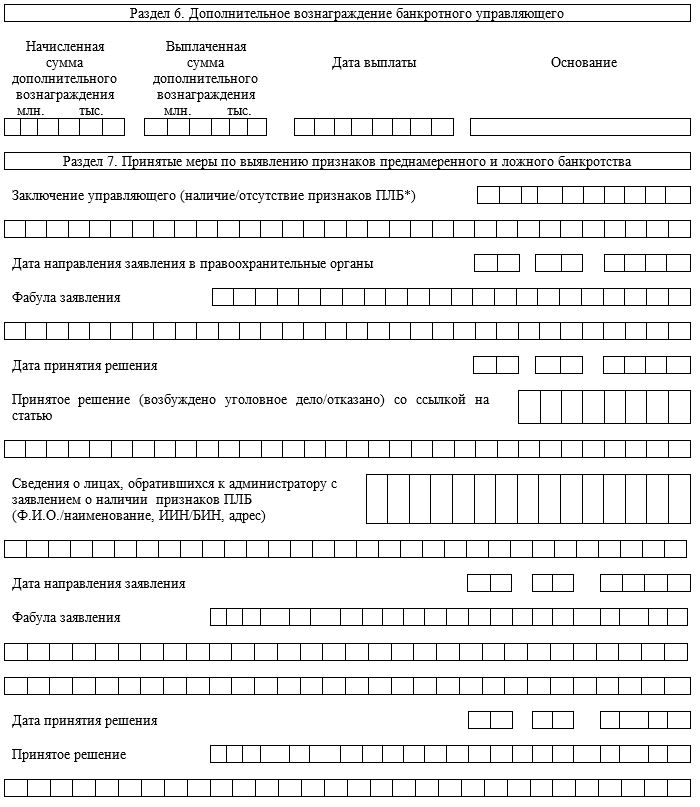 Раздел 6. Дополнительное вознаграждение банкротного управляющего
Начисленная сумма дополнительного вознаграждения
млн. тыс.
Выплаченная сумма дополнительного вознаграждения
млн. тыс.
Дата выплаты
Основание
Раздел 7. Принятые меры по выявлению признаков преднамеренного и ложного банкротства
Заключение управляющего (наличие/отсутствие признаков ПЛБ*)
Дата направления заявления в правоохранительные органы
Фабула заявления
Дата принятия решения
Принятое решение (возбуждено уголовное дело/отказано) со ссылкой на
статью
Сведения о лицах, обратившихся к администратору с
заявлением о наличии признаков ПЛБ
(Ф.И.О./наименование, ИИН/БИН, адрес)
Дата направления заявления
Фабула заявления
Дата принятия решения
Принятое решение